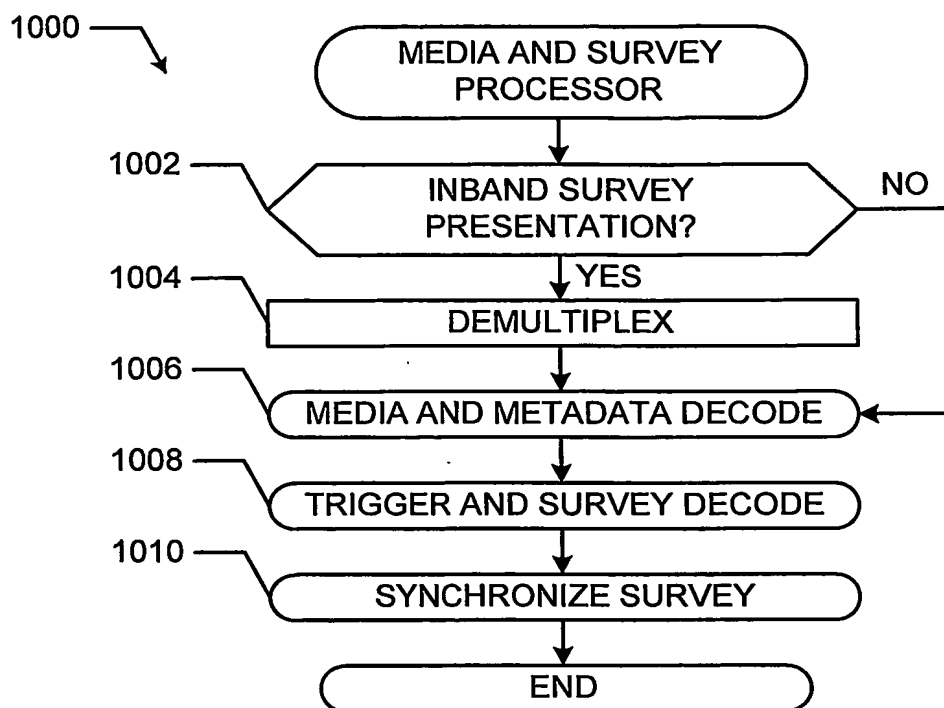 1000
MEDIA AND SURVEY
PROCESSOR
1002
INBAND SURVEY
PRESENTATION?
NO
YES
1004
DEMULTIPLEX
1006
MEDIA AND METADATA DECODE
1008
TRIGGER AND SURVEY DECODE
1010
SYNCHRONIZE SURVEY
END